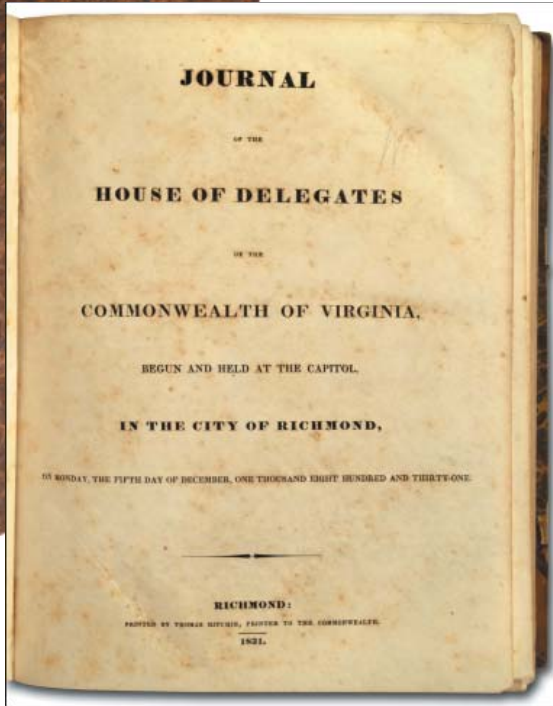 JOURNAL
OF THE
HOUSE OF DELEGATES
OF THE
COMMONWEALTH OF VIRGINIA,
BEGUN AND HELD AT THE CAPITOL,
IN THE CITY OF RICHMOND,
ON MONDAY, THE FIFTH DAY OF DECEMBER, ONE THOUSAND EIGHT HUNDRED AND THIRTY-ONE.
RICHMOND:
PRINTED BY THOMAS RITCHIE, PRINTER TO THE COMMONWEALTH.
1831.